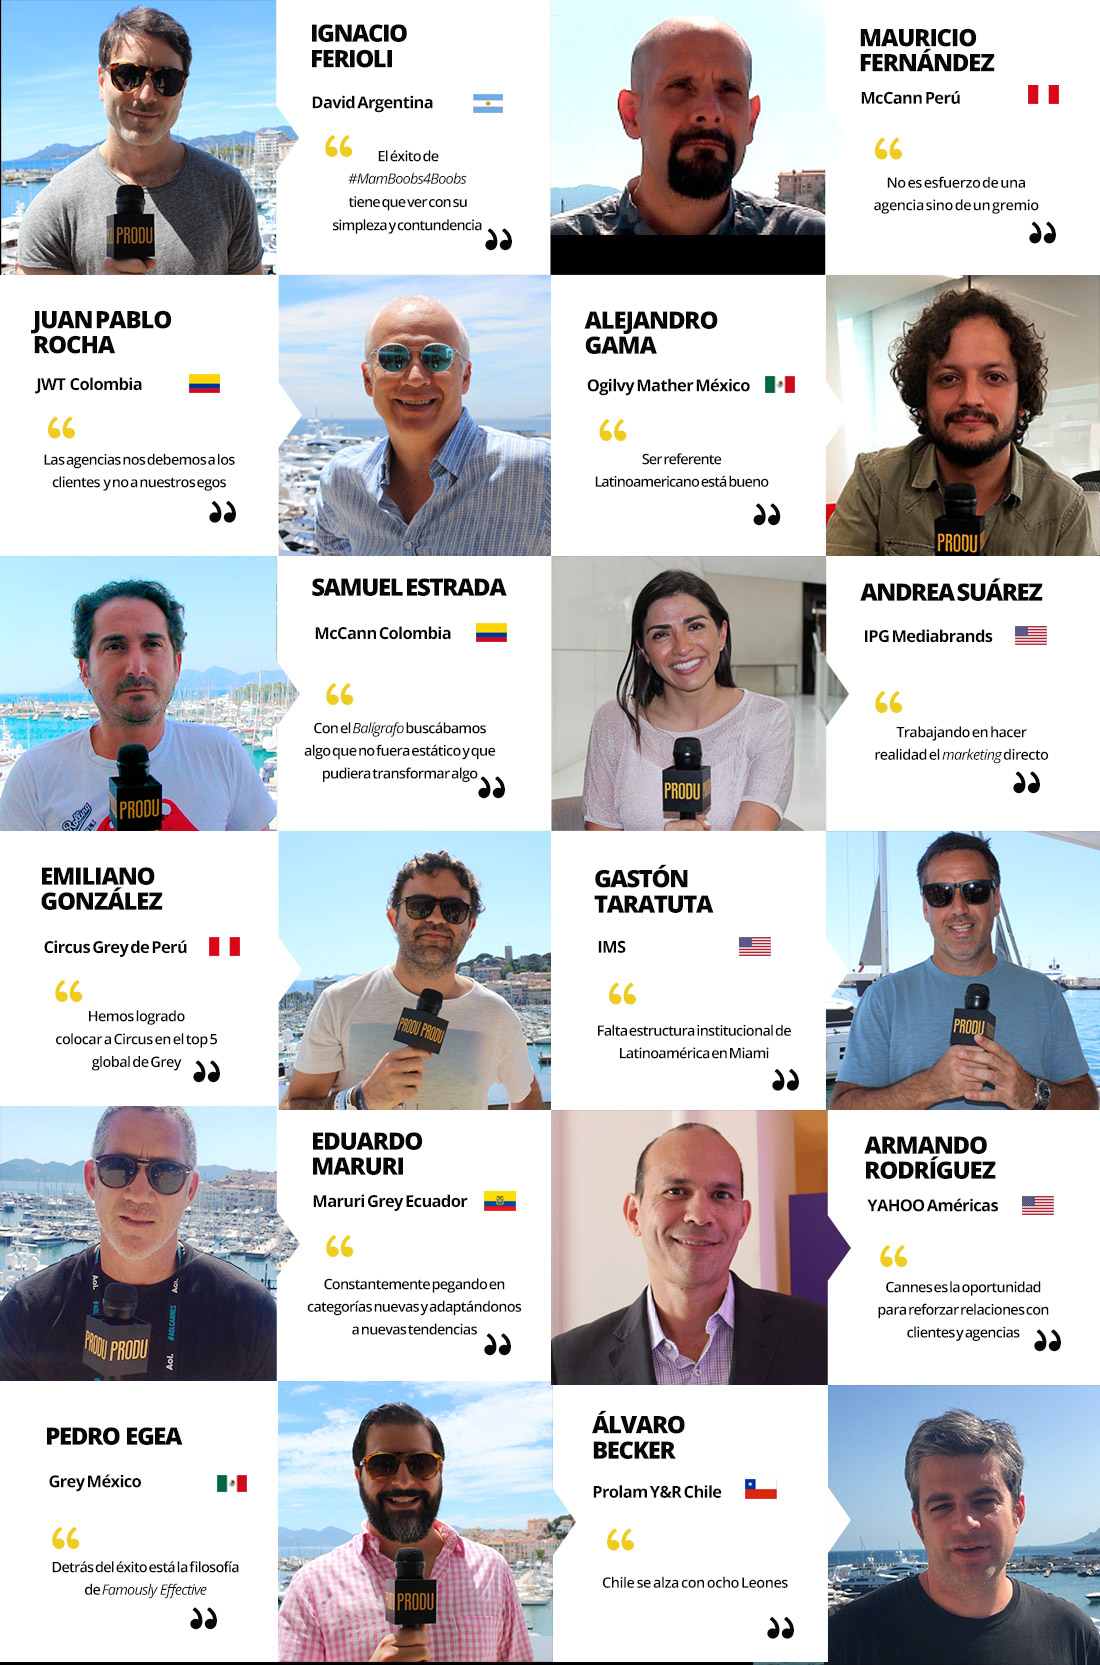 IGNACIO
FERIOLI
David Argentina
“
El éxito de
#MamBoobs4Boobs
tiene que ver con su
simpleza y contundencia
”
PRODU
MAURICIO
FERNÁNDEZ
McCann Perú
“
No es esfuerzo de una
agencia sino de un gremio
”
JUAN PABLO
ROCHA
JWT Colombia
“
Las agencias nos debemos a los
clientes y no a nuestros egos
”
ALEJANDRO
GAMA
Ogilvy Mather México
“
Ser referente
Latinoamericano está bueno
”
PRODU
SAMUEL ESTRADA
McCann Colombia
“
Con el Balígrafo buscábamos
algo que no fuera estático y que
pudiera transformar algo
”
PRODU
ANDREA SUÁREZ
IPG Mediabrands
“
Trabajando en hacer
realidad el marketing directo
”
PRODU
EMILIANO
GONZÁLEZ
Circus Grey de Perú
“
Hemos logrado
colocar a Circus en el top 5
global de Grey
”
PRODU PRODU
GASTÓN
TARATUTA
IMS
“
Falta estructura institucional de
Latinoamérica en Miami
”
PRODU
EDUARDO
MARURI
Maruri Grey Ecuador
“
Constantemente pegando en
categorías nuevas y adaptándonos
a nuevas tendencias
”
Aol.
Aol.
#AOLCANNES
Aol.
PRODU PRODU
ARMANDO
RODRÍGUEZ
YAHOO Américas
“
Cannes es la oportunidad
para reforzar relaciones con
clientes y agencias
”
PEDRO EGEA
Grey México
“
Detrás del éxito está la filosofía
de Famously Effective
”
PRODU
ÁLVARO
BECKER
Prolam Y&R Chile
“
Chile se alza con ocho Leones
”